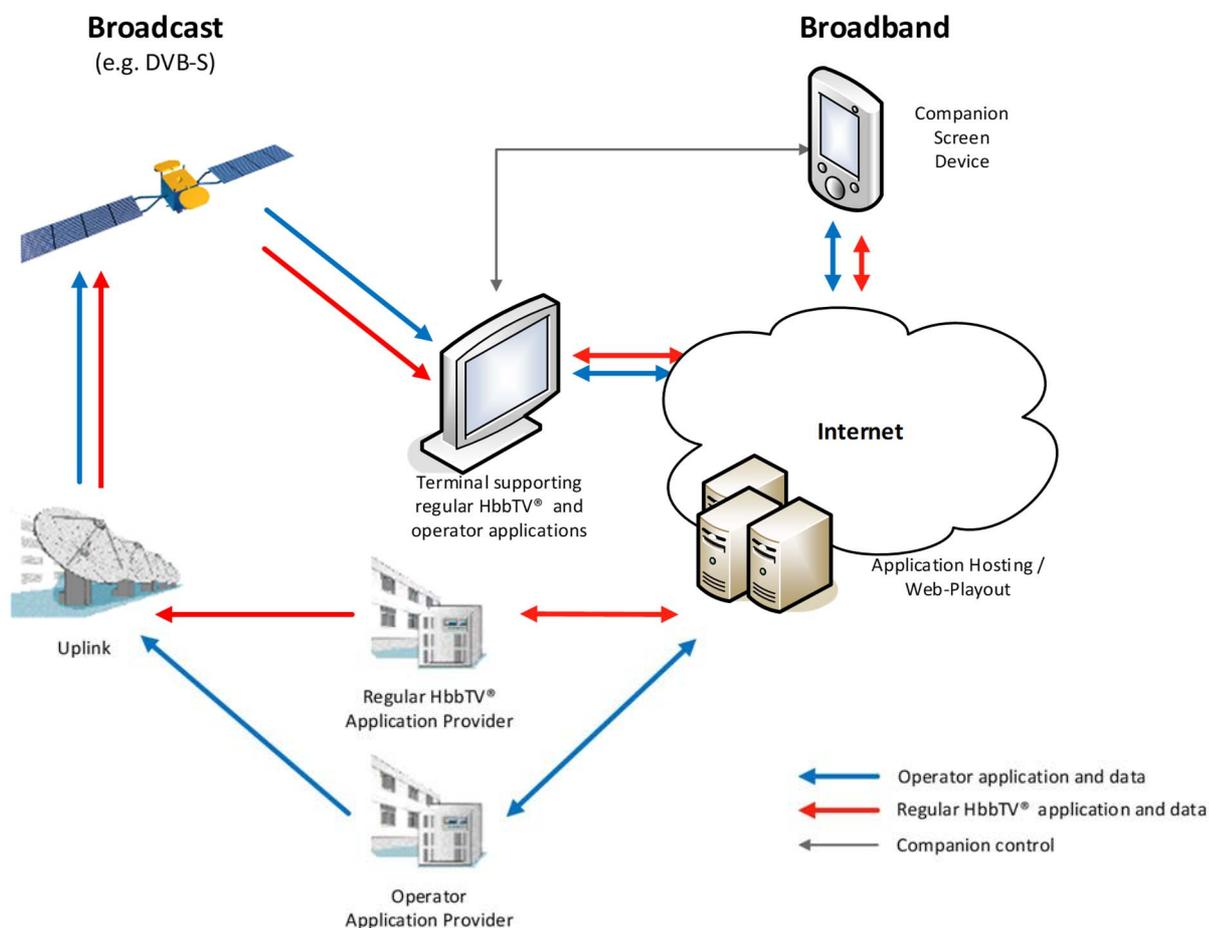 Broadcast
(e.g. DVB-S)
Broadband
Companion
Screen
Device
Internet
Terminal supporting
regular HbbTV® and
operator applications
Application Hosting /
Web-Playout
Uplink
Regular HbbTV®
Application Provider
Operator
Application Provider
Operator application and data
Regular HbbTV® application and data
Companion control